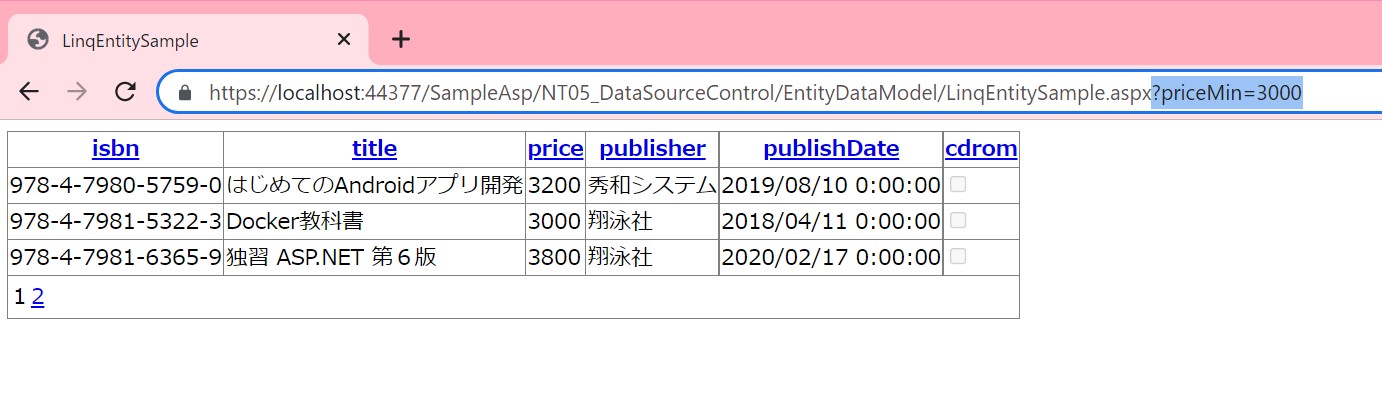 LinqEntitySample
https://localhost:44377/SampleAsp/NT05_DataSourceControl/EntityDataModel/LinqEntitySample.aspx?priceMin=3000
isbn title price publisher publishDate cdrom
978-4-7980-5759-0 はじめてのAndroidアプリ開発 3200 秀和システム 2019/08/10 0:00:00
978-4-7981-5322-3 Docker教科書 3000 翔泳社 2018/04/11 0:00:00
978-4-7981-6365-9 独習 ASP.NET 第６版 3800 翔泳社 2020/02/17 0:00:00
1 2